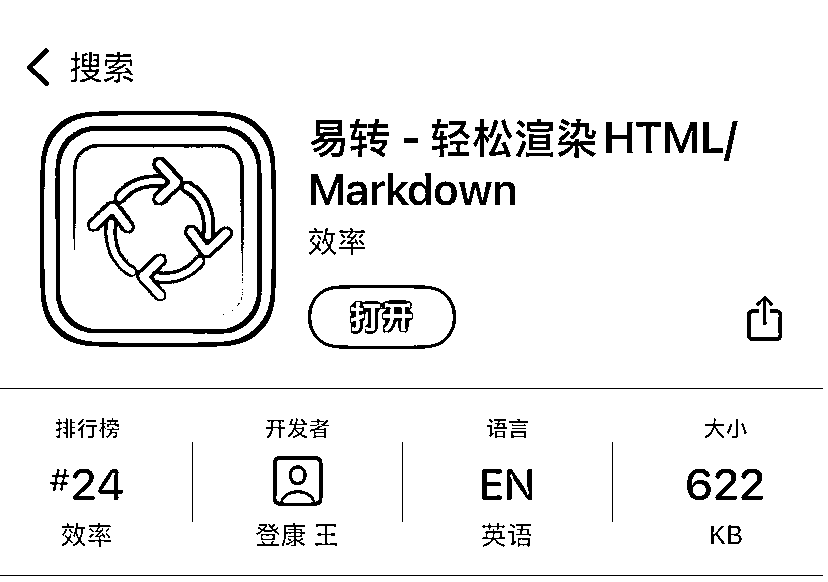 搜索
易转 - 轻松渲染HTML/
Markdown
效率
打开
排行榜
#24
效率
开发者
登康 王
语言
EN
英语
大小
622
KB